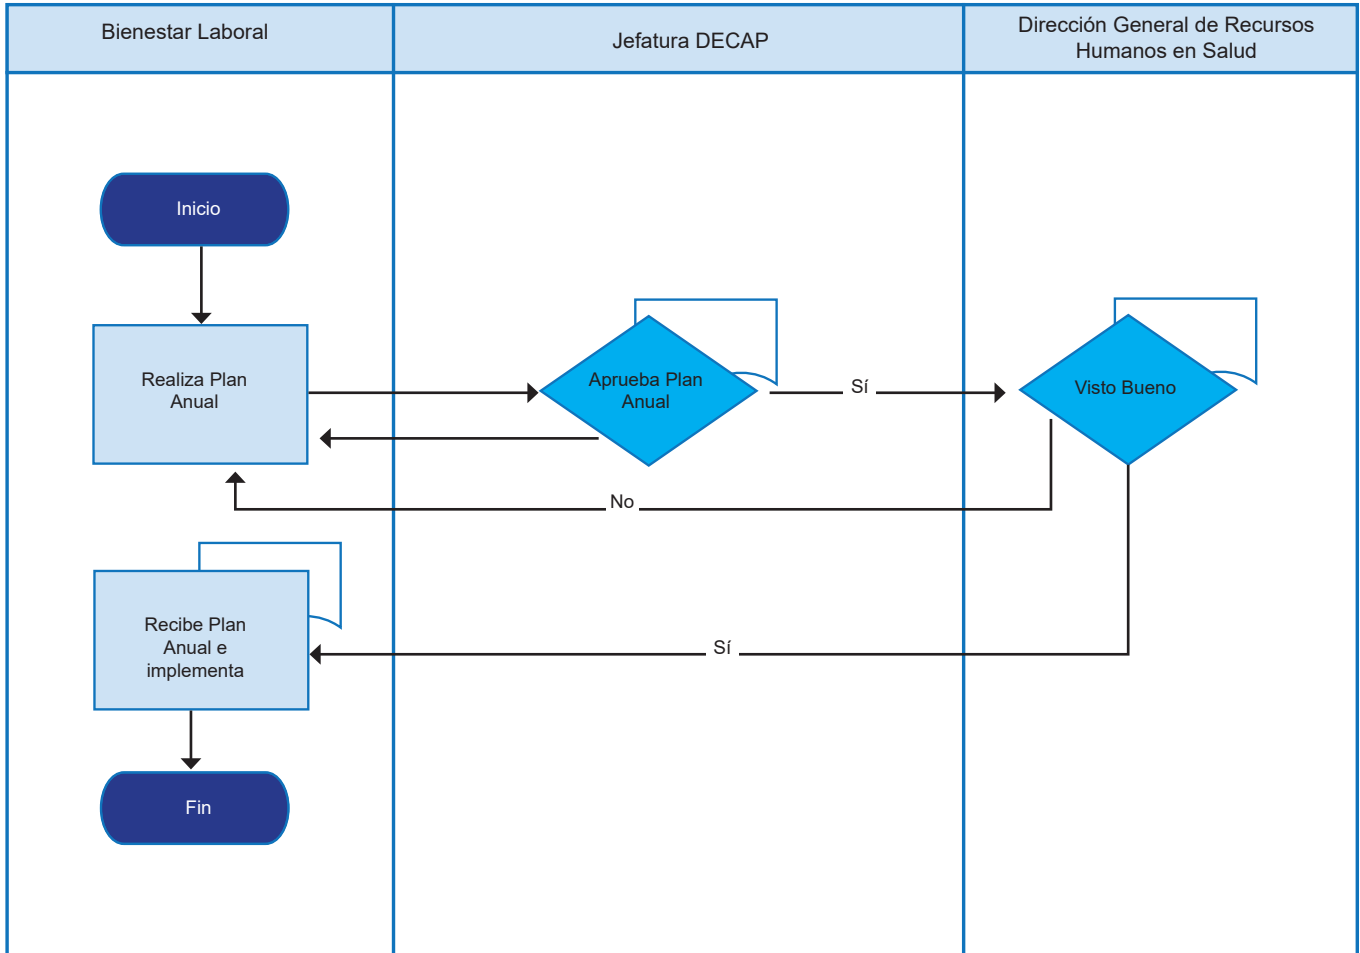 Bienestar Laboral
Jefatura DECAP
Dirección General de Recursos
Humanos en Salud
Inicio
Realiza Plan
Anual
Aprueba Plan
Anual
Sí
Visto Bueno
No
Recibe Plan
Anual e
implementa
Sí
Fin